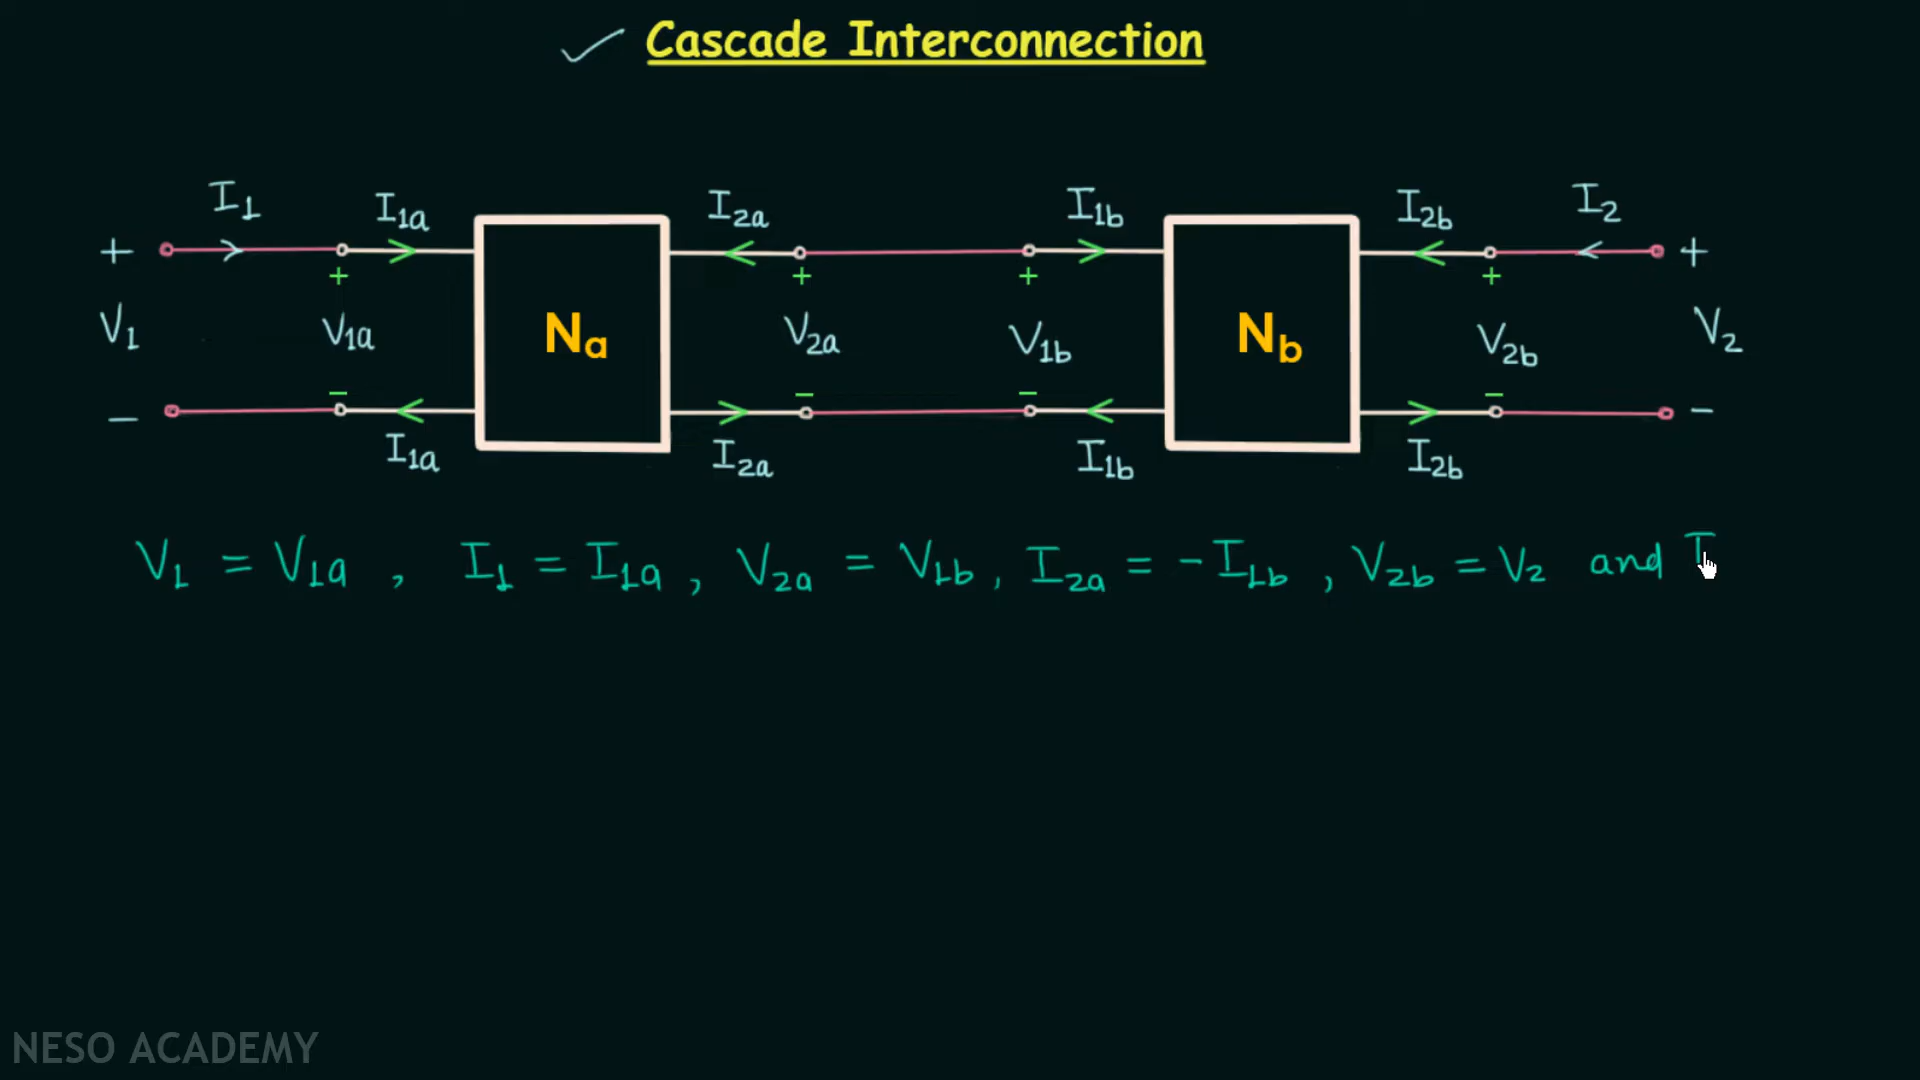 Cascade Interconnection
I1 I1a I2a I1b I2b I2
+ + + + + +
V1 V1a Na V2a V1b Nb V2b V2
− − − − − −
I1a I2a I1b I2b
V1 = V1a , I1 = I1a , V2a = V1b , I2a = -I1b , V2b = V2 and I
NESO ACADEMY